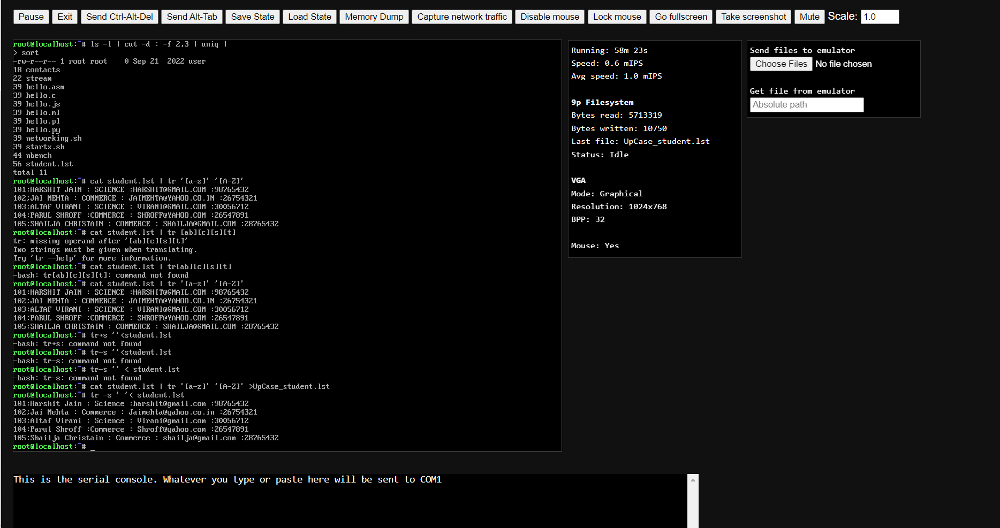 Pause Exit Send Ctrl-Alt-Del Send Alt-Tab Save State Load State Memory Dump Capture network traffic Disable mouse Lock mouse Go fullscreen Take screenshot Mute Scale: 1.0
root@localhost:~# ls -l | cut -d : -f 2,3 | uniq |
> sort
-rw-r--r-- 1 root root    0 Sep 21  2022 user
18 contacts
22 stream
39 hello.asm
39 hello.c
39 hello.js
39 hello.ml
39 hello.pl
39 hello.py
39 networking.sh
39 startx.sh
44 nbench
56 student.lst
total 11
root@localhost:~# cat student.lst | tr '[a-z]' '[A-Z]'
101:HARSHIT JAIN : SCIENCE :HARSHIT@GMAIL.COM :98765432
102;JAI MEHTA : COMMERCE : JAIMEHTA@YAHOO.CO.IN :26754321
103:ALTAF VIRANI : SCIENCE : VIRANI@GMAIL.COM :30056712
104:PARUL SHROFF :COMMERCE : SHROFF@YAHOO.COM :26547891
105:SHAILJA CHRISTAIN : COMMERCE : SHAILJA@GMAIL.COM :28765432
root@localhost:~# cat student.lst | tr [ab][c][s][t]
tr: missing operand after '[ab][c][s][t]'
Two strings must be given when translating.
Try 'tr --help' for more information.
root@localhost:~# cat student.lst | tr[ab][c][s][t]
-bash: tr[ab][c][s][t]: command not found
root@localhost:~# cat student.lst | tr '[a-z]' '[A-Z]'
101:HARSHIT JAIN : SCIENCE :HARSHIT@GMAIL.COM :98765432
102;JAI MEHTA : COMMERCE : JAIMEHTA@YAHOO.CO.IN :26754321
103:ALTAF VIRANI : SCIENCE : VIRANI@GMAIL.COM :30056712
104:PARUL SHROFF :COMMERCE : SHROFF@YAHOO.COM :26547891
105:SHAILJA CHRISTAIN : COMMERCE : SHAILJA@GMAIL.COM :28765432
root@localhost:~# tr+s ''<student.lst
-bash: tr+s: command not found
root@localhost:~# tr-s ''<student.lst
-bash: tr-s: command not found
root@localhost:~# tr-s '' < student.lst
-bash: tr-s: command not found
root@localhost:~# cat student.lst | tr '[a-z]' '[A-Z]' >UpCase_student.lst
root@localhost:~# tr -s ' '< student.lst
101:Harshit Jain : Science :harshit@gmail.com :98765432
102;Jai Mehta : Commerce : Jaimehta@yahoo.co.in :26754321
103:Altaf Virani : Science : Virani@gmail.com :30056712
104:Parul Shroff :Commerce : Shroff@yahoo.com :26547891
105:Shailja Christain : Commerce : shailja@gmail.com :28765432
root@localhost:~# _
Running: 58m 23s
Speed: 0.6 mIPS
Avg speed: 1.0 mIPS
9p Filesystem
Bytes read: 5713319
Bytes written: 10750
Last file: UpCase_student.lst
Status: Idle
VGA
Mode: Graphical
Resolution: 1024x768
BPP: 32
Mouse: Yes
Send files to emulator
Choose Files No file chosen
Get file from emulator
Absolute path
This is the serial console. Whatever you type or paste here will be sent to COM1